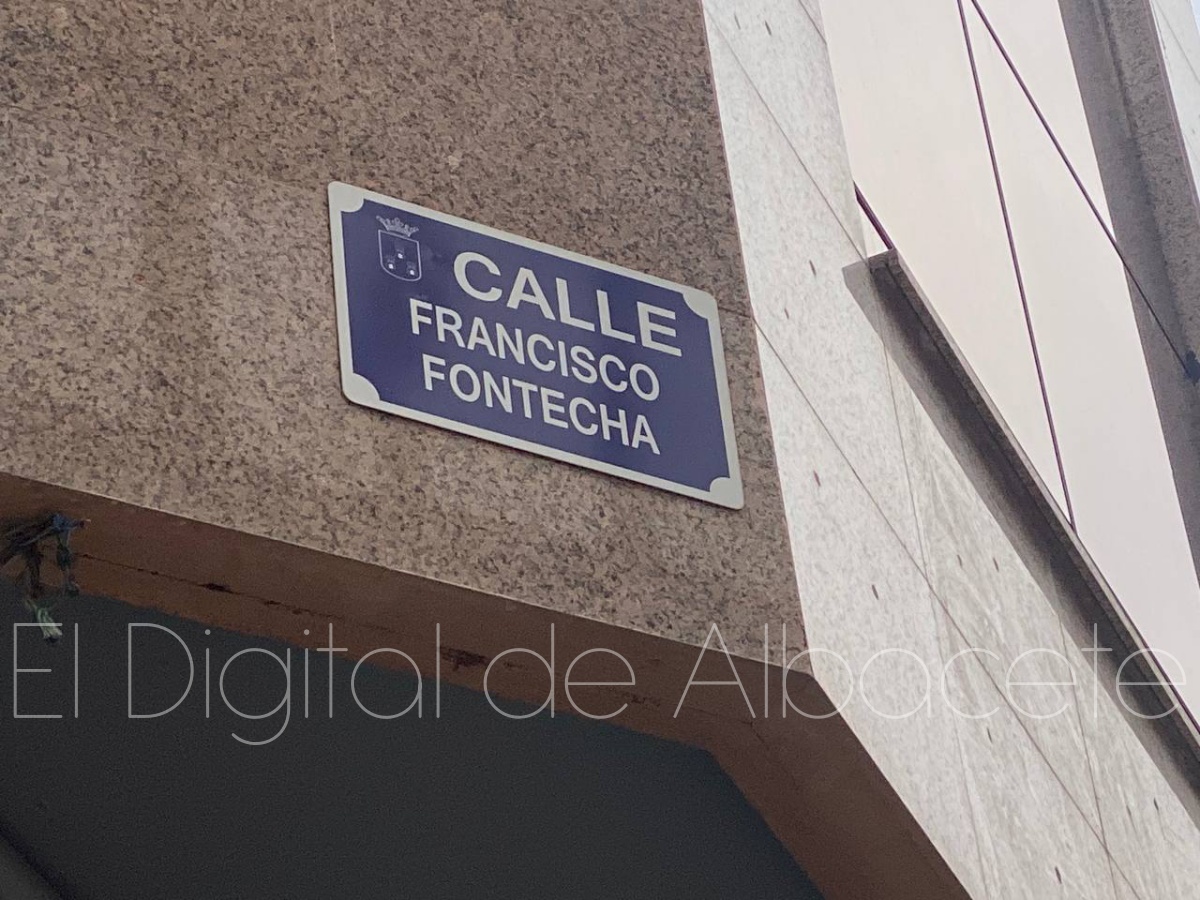 CALLE
FRANCISCO
FONTECHA
El Digital de Albacete